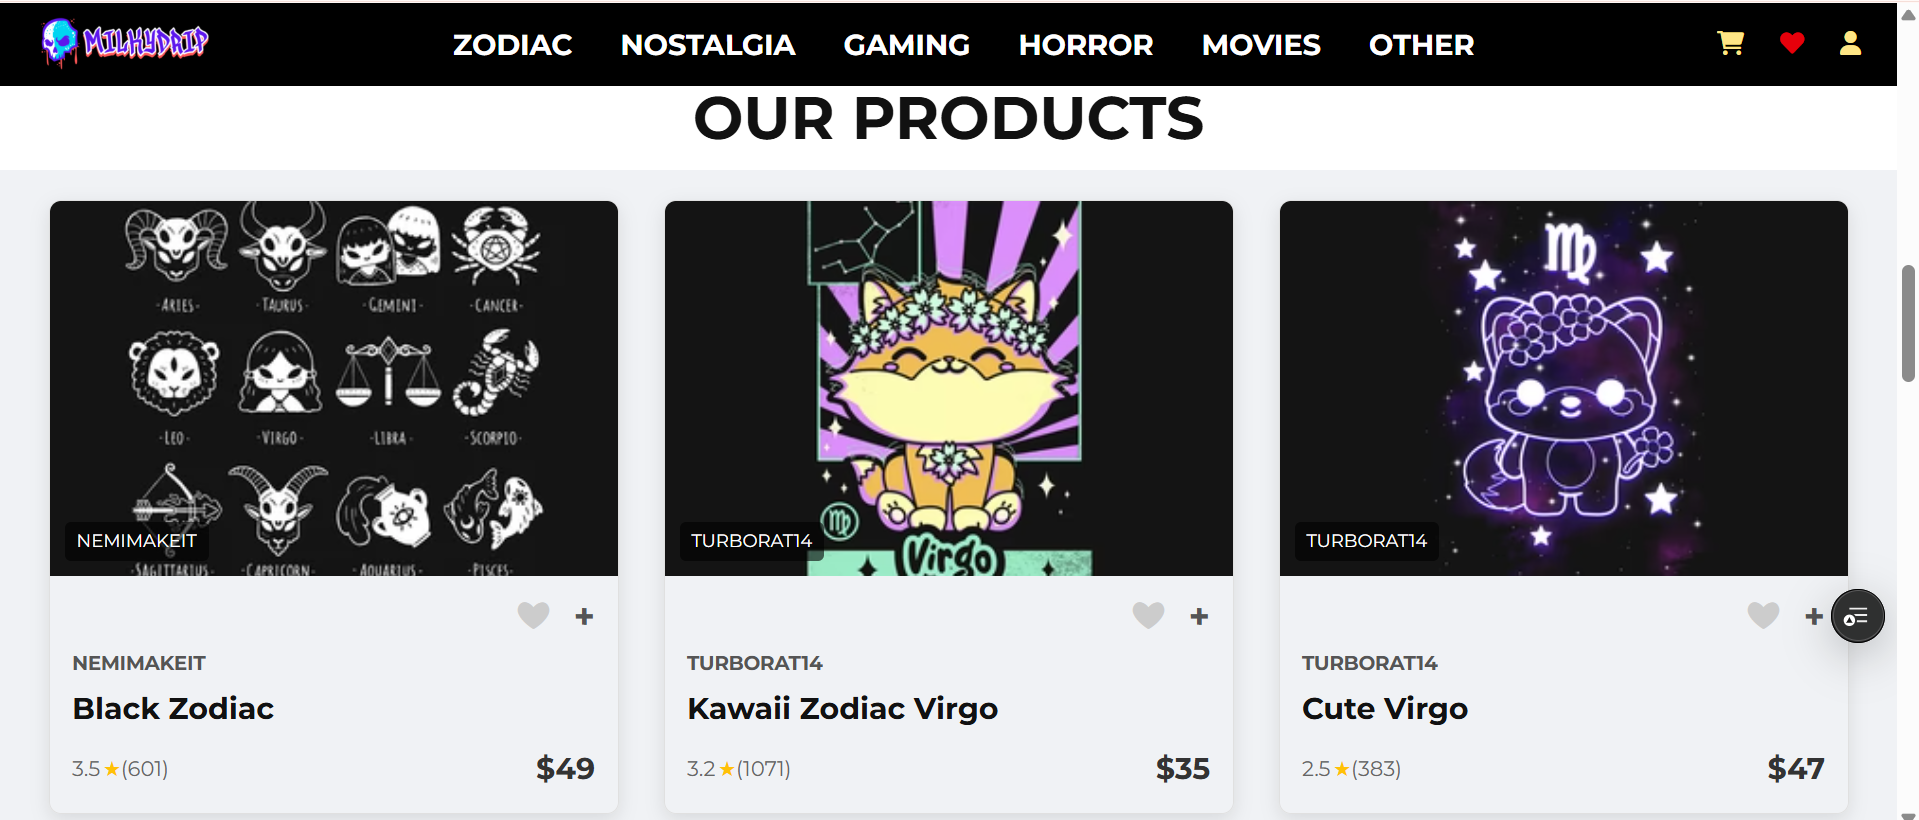 MILKYDRIP
ZODIAC NOSTALGIA GAMING HORROR MOVIES OTHER
OUR PRODUCTS
·ARIES· ·TAURUS· ·GEMINI· ·CANCER·
·LEO· ·VIRGO· ·LIBRA· ·SCORPIO·
·SAGITTARIUS· ·CAPRICORN· ·AQUARIUS· ·PISCES·
NEMIMAKEIT
NEMIMAKEIT
Black Zodiac
3.5★(601) $49
Virgo
TURBORAT14
TURBORAT14
Kawaii Zodiac Virgo
3.2★(1071) $35
TURBORAT14
TURBORAT14
Cute Virgo
2.5★(383) $47